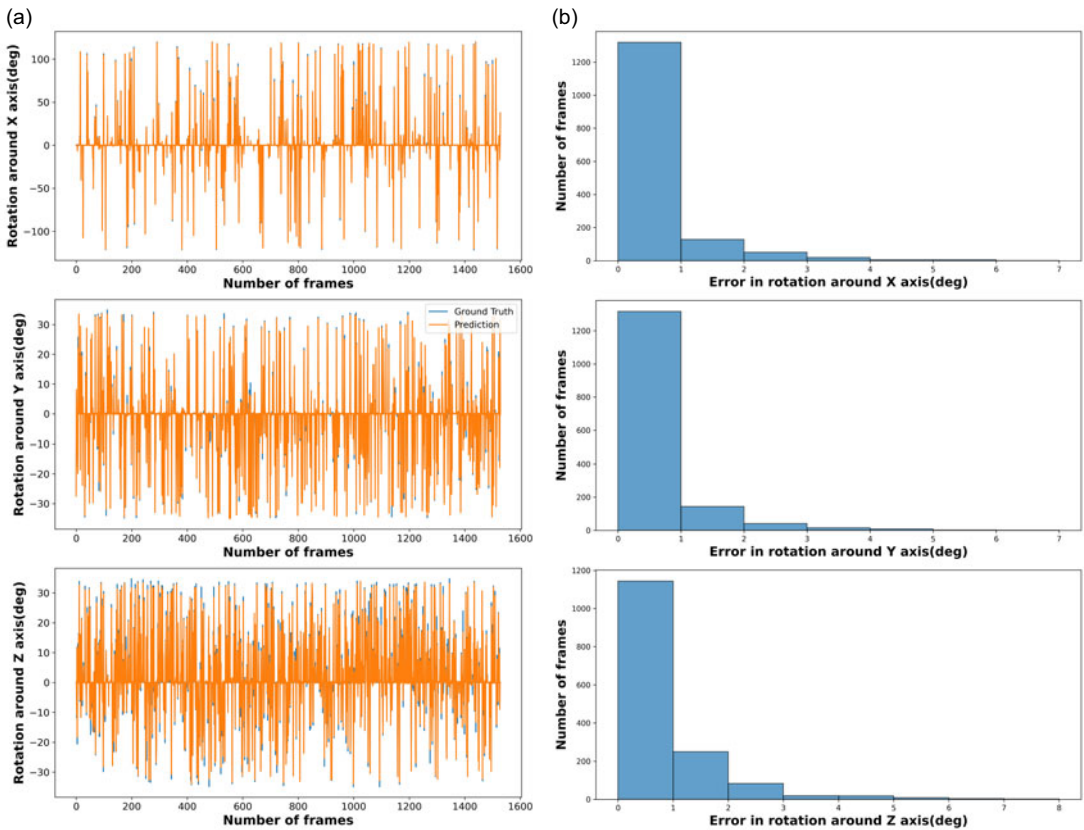 (a)
(b)
Rotation around X axis(deg)
100
50
0
−50
−100
0 200 400 600 800 1000 1200 1400 1600
Number of frames
Number of frames
1200
1000
800
600
400
200
0
0 1 2 3 4 5 6 7
Error in rotation around X axis(deg)
Rotation around Y axis(deg)
30
20
10
0
−10
−20
−30
Ground Truth
Prediction
0 200 400 600 800 1000 1200 1400 1600
Number of frames
Number of frames
1200
1000
800
600
400
200
0
0 1 2 3 4 5 6 7
Error in rotation around Y axis(deg)
Rotation around Z axis(deg)
30
20
10
0
−10
−20
−30
0 200 400 600 800 1000 1200 1400 1600
Number of frames
Number of frames
1200
1000
800
600
400
200
0
0 1 2 3 4 5 6 7 8
Error in rotation around Z axis(deg)